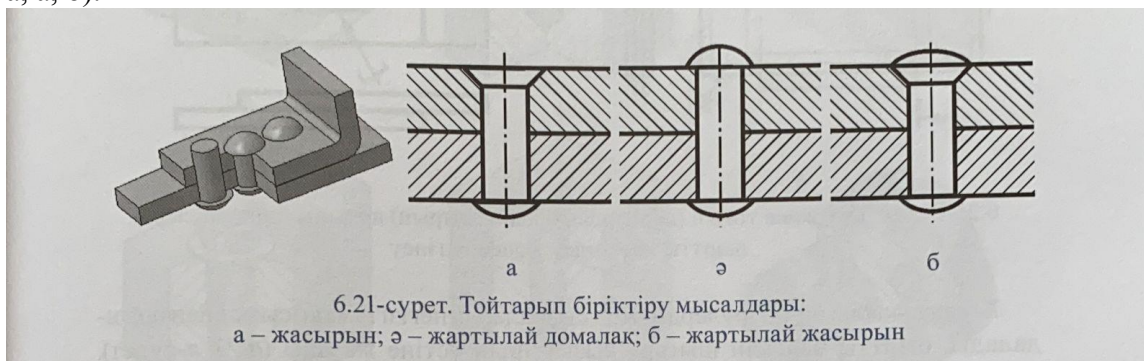 а, ә, б).
а
ә
б
6.21-сурет. Тойтарып біріктіру мысалдары:
а – жасырын; ә – жартылай домалақ; б – жартылай жасырын